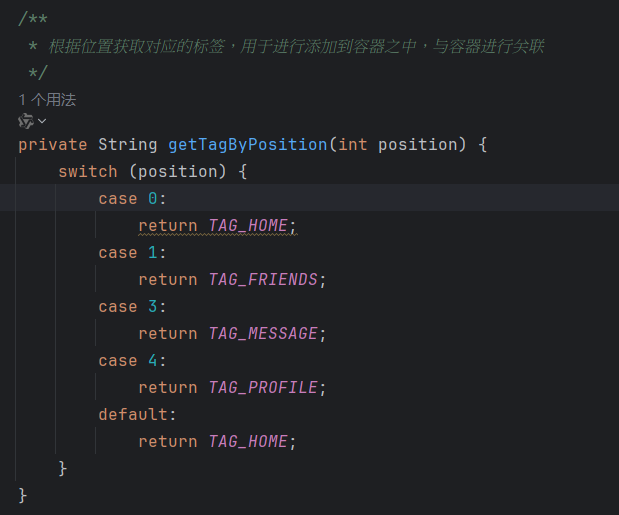 /**
 * 根据位置获取对应的标签，用于进行添加到容器之中，与容器进行关联
 */
1 个用法
private String getTagByPosition(int position) {
    switch (position) {
        case 0:
            return TAG_HOME;
        case 1:
            return TAG_FRIENDS;
        case 3:
            return TAG_MESSAGE;
        case 4:
            return TAG_PROFILE;
        default:
            return TAG_HOME;
    }
}